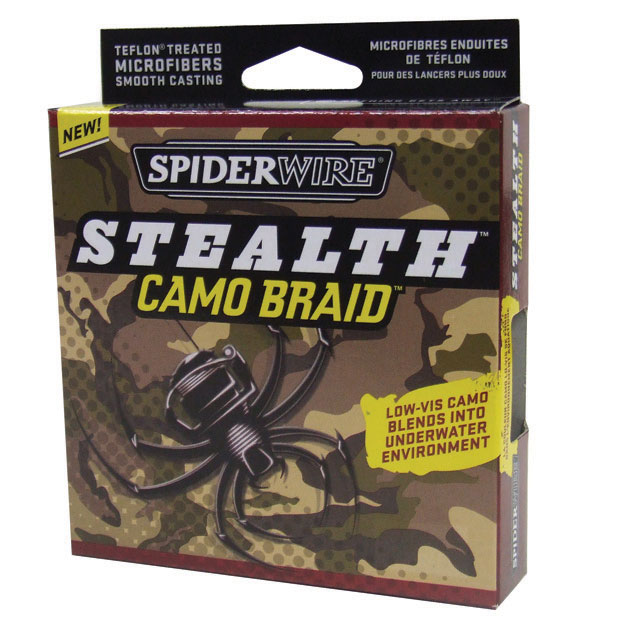 TEFLON® TREATED
MICROFIBERS
SMOOTH CASTING
MICROFIBRES ENDUITES
DE TÉFLON
POUR DES LANCERS PLUS DOUX
NEW!
SPIDERWIRE®
STEALTH™
CAMO BRAID™
LOW-VIS CAMO
BLENDS INTO
UNDERWATER
ENVIRONMENT
STEALTH
CAMO BRAID
SPIDERWIRE